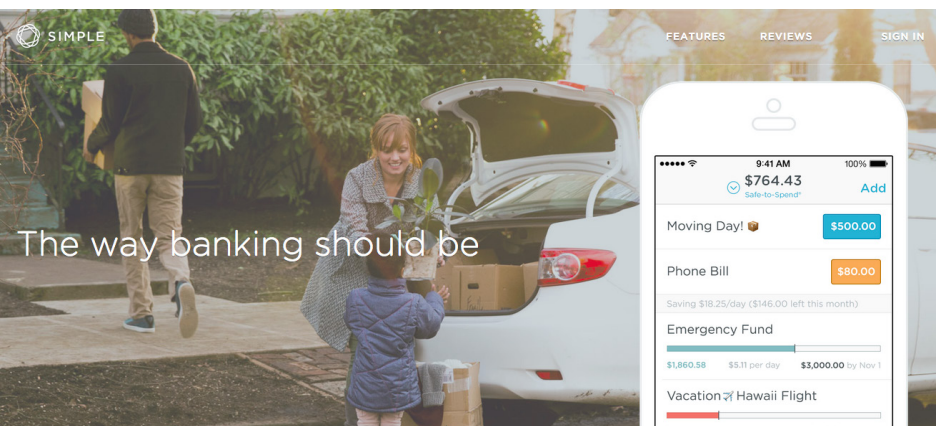 SIMPLE
FEATURES REVIEWS SIGN IN
The way banking should be
9:41 AM 100%
$764.43
Safe-to-Spend®
Add
Moving Day! 📦 $500.00
Phone Bill $80.00
Saving $18.25/day ($146.00 left this month)
Emergency Fund
$1,860.58 $5.11 per day $3,000.00 by Nov 1
Vacation ✈ Hawaii Flight